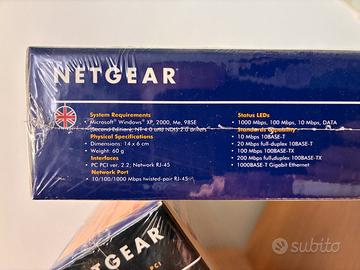 NETGEAR®
System Requirements
• Microsoft® Windows® XP, 2000, Me, 98SE
(Second Edition), NT 4.0 and NDIS 2.0 drivers
Physical Specifications
• Dimensions: 14 x 6 cm
• Weight: 60 g
Interfaces
• PC PCI ver. 2.2; Network RJ-45
Network Port
• 10/100/1000 Mbps twisted-pair RJ-45
Status LEDs
1000 Mbps, 100 Mbps, 10 Mbps, DATA
Standards Capability
• 10 Mbps 10BASE-T
• 20 Mbps full-duplex 10BASE-T
• 100 Mbps 100BASE-TX
• 200 Mbps full-duplex 100BASE-TX
• 1000BASE-T Gigabit Ethernet
NETGEAR
PCI
subito